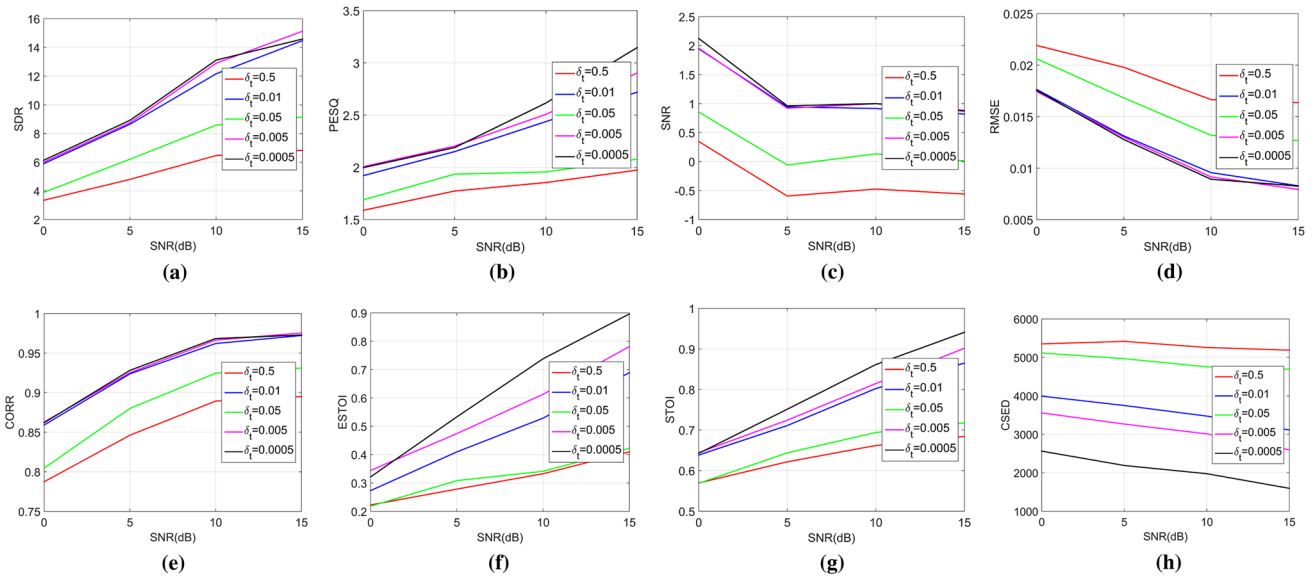 16
14
12
10
8
6
4
2
SDR
0
5
10
15
SNR(dB)
δt=0.5
δt=0.01
δt=0.05
δt=0.005
δt=0.0005
(a)
3.5
3
2.5
2
1.5
PESQ
0
5
10
15
SNR(dB)
δt=0.5
δt=0.01
δt=0.05
δt=0.005
δt=0.0005
(b)
2.5
2
1.5
1
0.5
0
-0.5
-1
SNR
0
5
10
15
SNR(dB)
δt=0.5
δt=0.01
δt=0.05
δt=0.005
δt=0.0005
(c)
0.025
0.02
0.015
0.01
0.005
RMSE
0
5
10
15
SNR(dB)
δt=0.5
δt=0.01
δt=0.05
δt=0.005
δt=0.0005
(d)
1
0.95
0.9
0.85
0.8
0.75
CORR
0
5
10
15
SNR(dB)
δt=0.5
δt=0.01
δt=0.05
δt=0.005
δt=0.0005
(e)
0.9
0.8
0.7
0.6
0.5
0.4
0.3
0.2
ESTOI
0
5
10
15
SNR(dB)
δt=0.5
δt=0.01
δt=0.05
δt=0.005
δt=0.0005
(f)
1
0.9
0.8
0.7
0.6
0.5
STOI
0
5
10
15
SNR(dB)
δt=0.5
δt=0.01
δt=0.05
δt=0.005
δt=0.0005
(g)
6000
5000
4000
3000
2000
1000
CSED
0
5
10
15
SNR(dB)
δt=0.5
δt=0.01
δt=0.05
δt=0.005
δt=0.0005
(h)